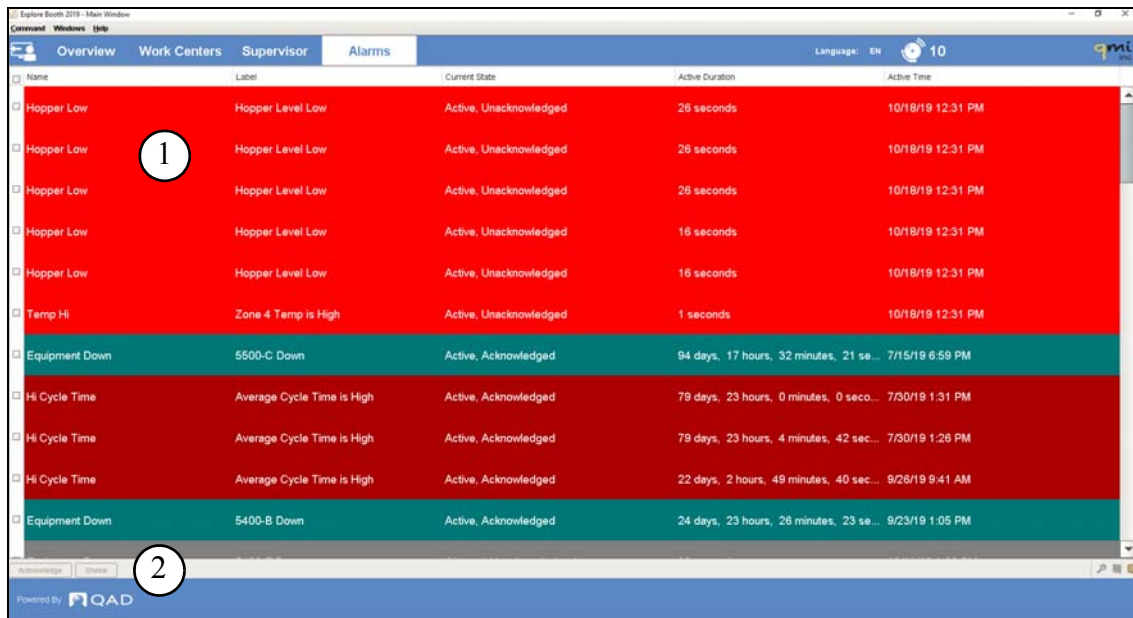 Explore Booth 2019 - Main Window
Command Windows Help
Overview Work Centers Supervisor Alarms Language: EN 10 qmi inc
Name Label Current State Active Duration Active Time
Hopper Low Hopper Level Low Active, Unacknowledged 26 seconds 10/18/19 12:31 PM
Hopper Low Hopper Level Low Active, Unacknowledged 26 seconds 10/18/19 12:31 PM
1
Hopper Low Hopper Level Low Active, Unacknowledged 26 seconds 10/18/19 12:31 PM
Hopper Low Hopper Level Low Active, Unacknowledged 16 seconds 10/18/19 12:31 PM
Hopper Low Hopper Level Low Active, Unacknowledged 16 seconds 10/18/19 12:31 PM
Temp Hi Zone 4 Temp is High Active, Unacknowledged 1 seconds 10/18/19 12:31 PM
Equipment Down 5500-C Down Active, Acknowledged 94 days, 17 hours, 32 minutes, 21 se... 7/15/19 6:59 PM
Hi Cycle Time Average Cycle Time is High Active, Acknowledged 79 days, 23 hours, 0 minutes, 0 seco... 7/30/19 1:31 PM
Hi Cycle Time Average Cycle Time is High Active, Acknowledged 79 days, 23 hours, 4 minutes, 42 sec... 7/30/19 1:26 PM
Hi Cycle Time Average Cycle Time is High Active, Acknowledged 22 days, 2 hours, 49 minutes, 40 sec... 9/26/19 9:41 AM
Equipment Down 5400-B Down Active, Acknowledged 24 days, 23 hours, 26 minutes, 23 se... 9/23/19 1:05 PM
Acknowledge Shelve 2
Powered By QAD